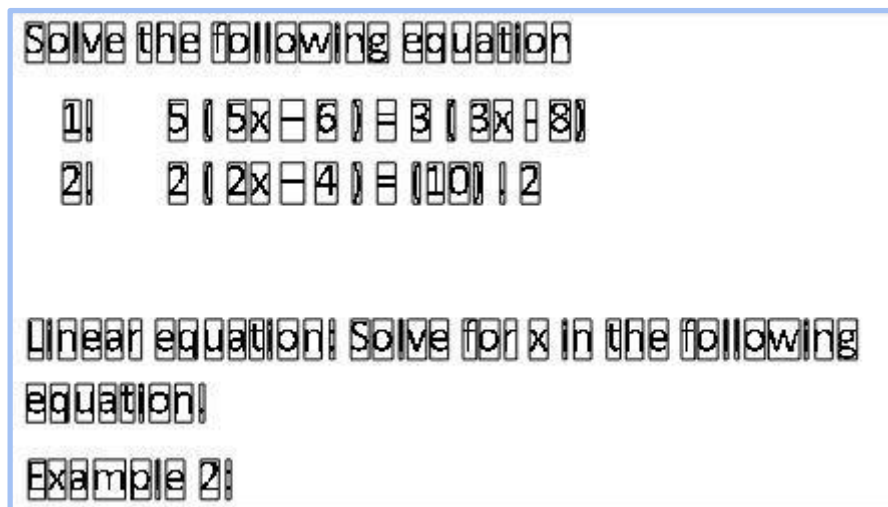 Solve the following equation
1. 5 ( 5x – 6 ) = 3 ( 3x - 8)
2. 2 ( 2x – 4 ) = (10) . 2
Linear equation: Solve for x in the following
equation.
Example 2: